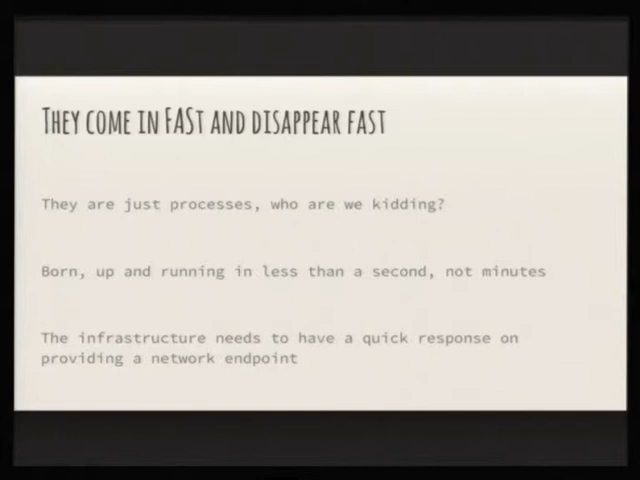 They come in FASt and disappear fast
They are just processes, who are we kidding?
Born, up and running in less than a second, not minutes
The infrastructure needs to have a quick response on
providing a network endpoint